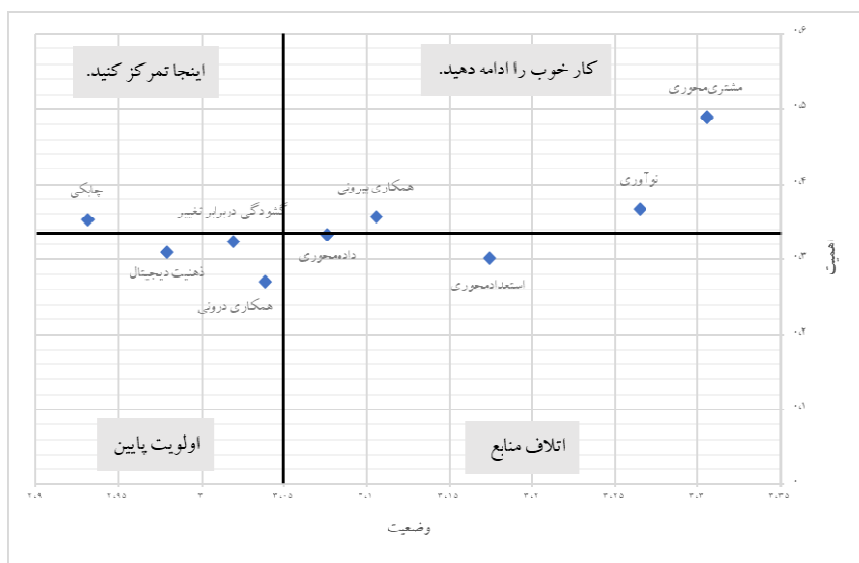 کار خوب را ادامه دهید.
اینجا تمرکز کنید.
مشتری‌محوری
نوآوری
همکاری بیرونی
گشودگی در برابر تغییر
چابکی
داده‌محوری
ذهنیت دیجیتال
استعدادمحوری
همکاری درونی
اتلاف منابع
اولویت پایین
۰.۶
۰.۵
۰.۴
۰.۳
۰.۲
۰.۱
۰
اهمیت
۲.۹
۲.۹۵
۳
۳.۰۵
۳.۱
۳.۱۵
۳.۲
۳.۲۵
۳.۳
۳.۳۵
وضعیت